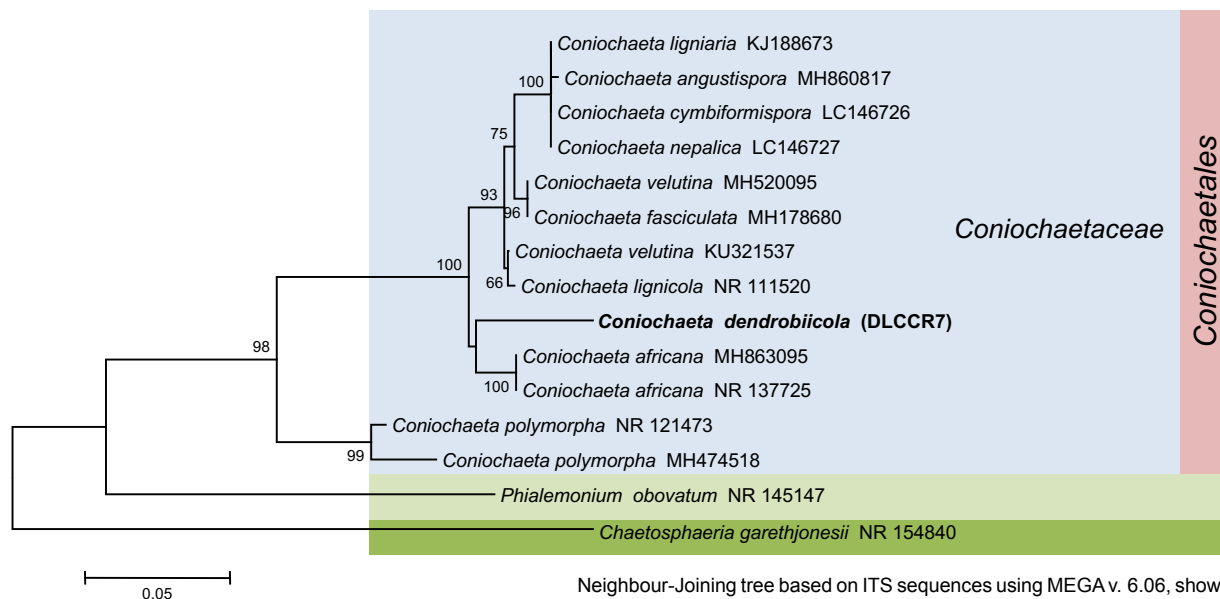 Coniochaeta ligniaria KJ188673
100
Coniochaeta angustispora MH860817
Coniochaeta cymbiformispora LC146726
75
Coniochaeta nepalica LC146727
Coniochaeta velutina MH520095
93
96
Coniochaeta fasciculata MH178680
Coniochaetaceae
Coniochaetales
Coniochaeta velutina KU321537
100
66
Coniochaeta lignicola NR 111520
Coniochaeta dendrobiicola (DLCCR7)
98
Coniochaeta africana MH863095
100
Coniochaeta africana NR 137725
Coniochaeta polymorpha NR 121473
99
Coniochaeta polymorpha MH474518
Phialemonium obovatum NR 145147
Chaetosphaeria garethjonesii NR 154840
0.05
Neighbour-Joining tree based on ITS sequences using MEGA v. 6.06, show